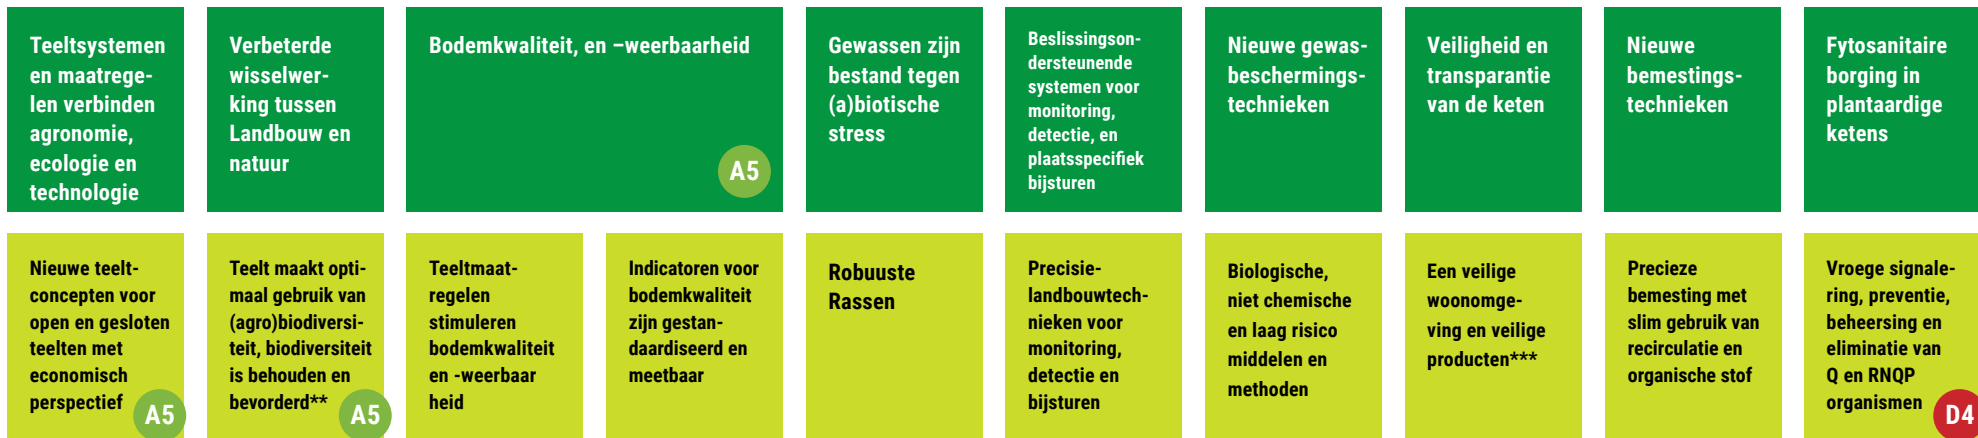 Teeltsystemen
en maatrege-
len verbinden
agronomie,
ecologie en
technologie
Verbeterde
wisselwer-
king tussen
Landbouw en
natuur
Bodemkwaliteit, en –weerbaarheid
A5
Gewassen zijn
bestand tegen
(a)biotische
stress
Beslissingson-
dersteunende
systemen voor
monitoring,
detectie, en
plaatsspecifiek
bijsturen
Nieuwe gewas-
beschermings-
technieken
Veiligheid en
transparantie
van de keten
Nieuwe
bemestings-
technieken
Fytosanitaire
borging in
plantaardige
ketens
Nieuwe teelt-
concepten voor
open en gesloten
teelten met
economisch
perspectief
A5
Teelt maakt opti-
maal gebruik van
(agro)biodiversi-
teit, biodiversiteit
is behouden en
bevorderd**
A5
Teeltmaat-
regelen
stimuleren
bodemkwaliteit
en -weerbaar
heid
Indicatoren voor
bodemkwaliteit
zijn gestan-
daardiseerd en
meetbaar
Robuuste
Rassen
Precisie-
landbouwtech-
nieken voor
monitoring,
detectie en
bijsturen
Biologische,
niet chemische
en laag risico
middelen en
methoden
Een veilige
woonomge-
ving en veilige
producten***
Precieze
bemesting met
slim gebruik van
recirculatie en
organische stof
Vroege signale-
ring, preventie,
beheersing en
eliminatie van
Q en RNQP
organismen
D4